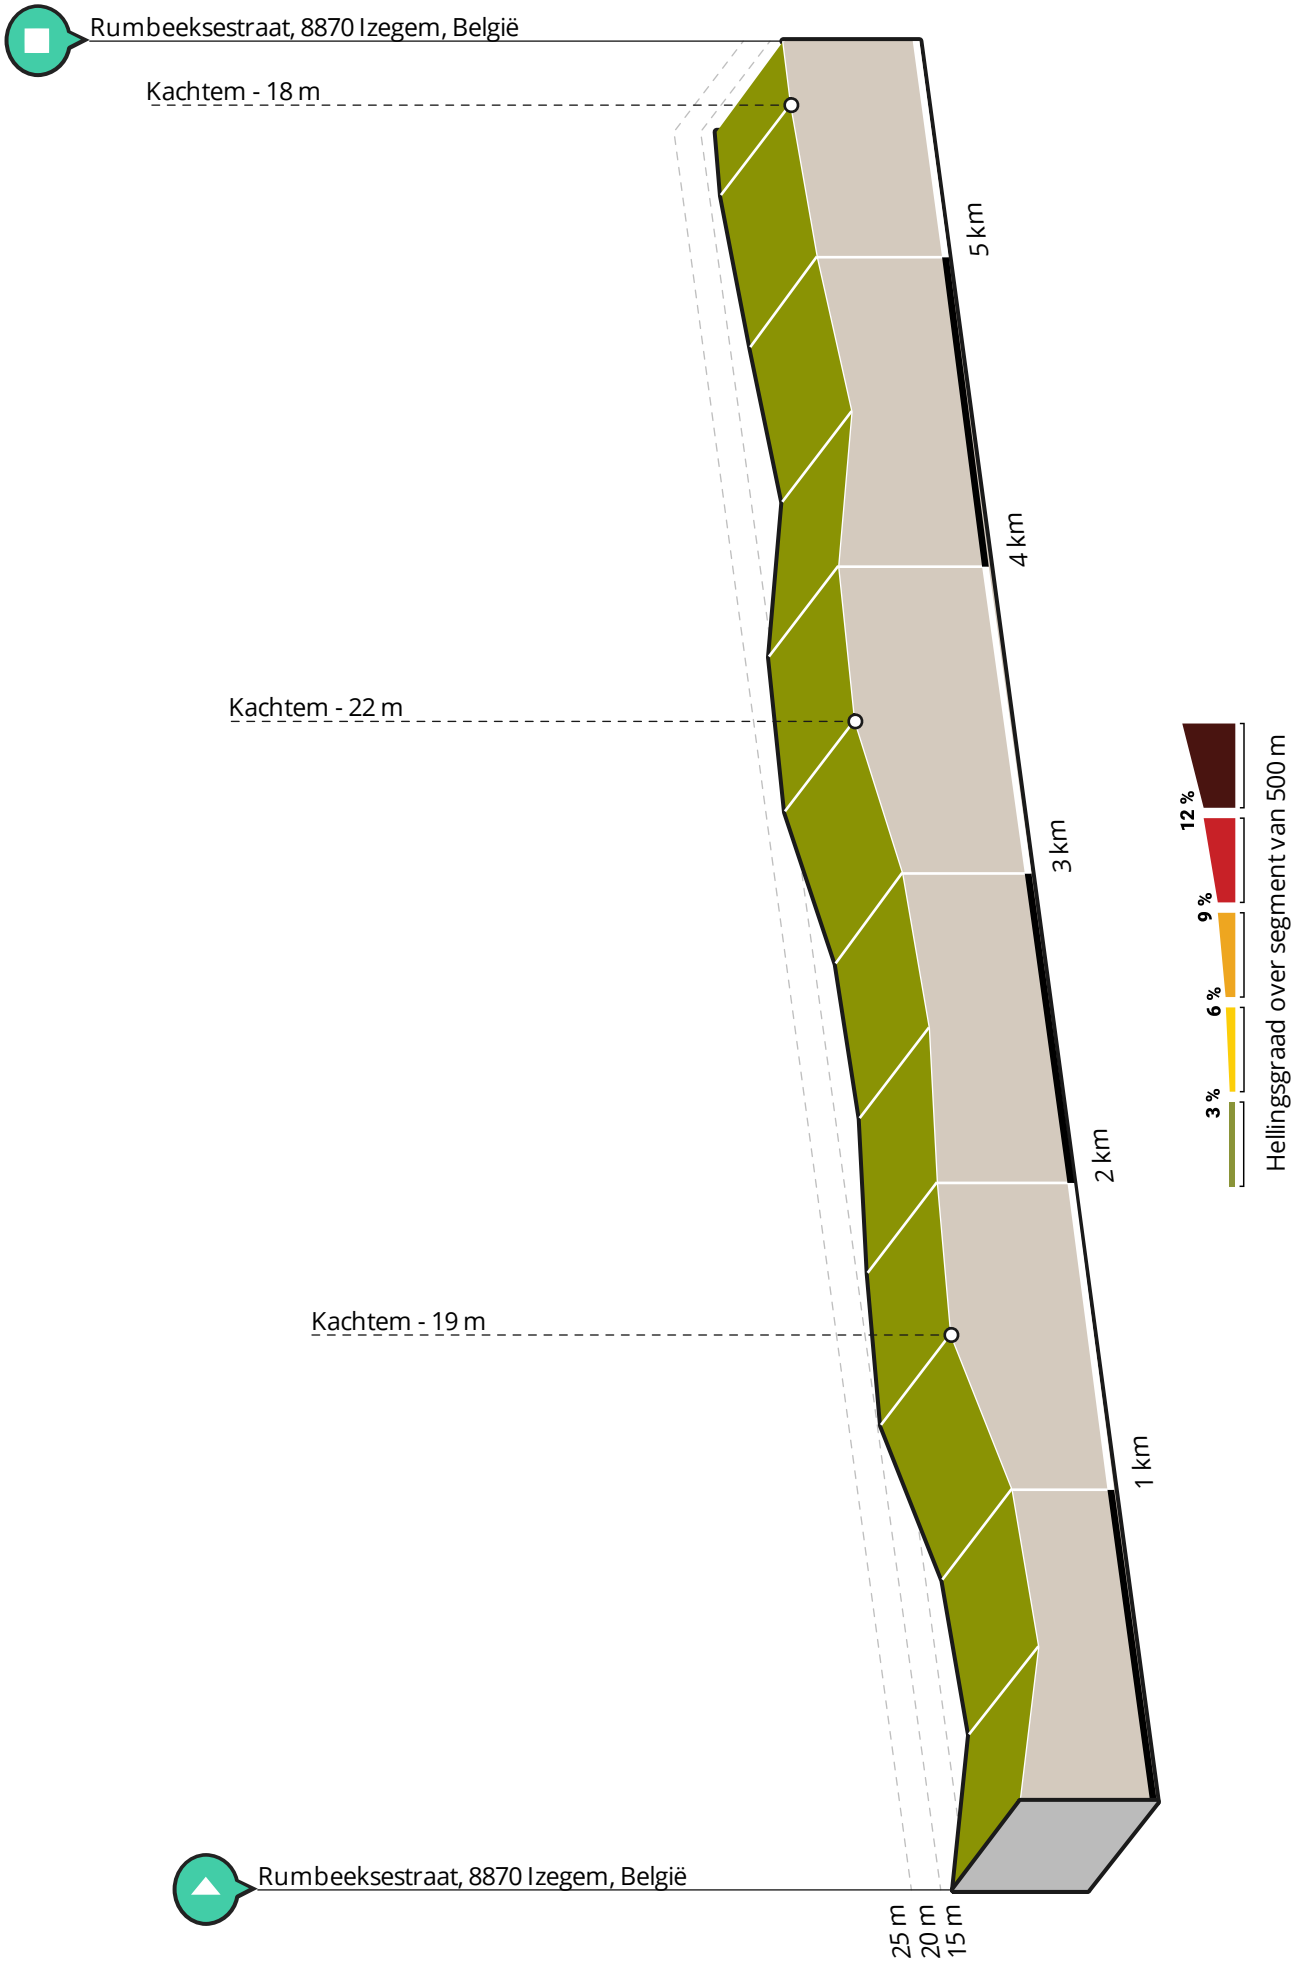 Rumbeeksestraat, 8870 Izegem, België
Kachtem - 18 m
5 km
4 km
Kachtem - 22 m
3 km
12 %
9 %
6 %
3 %
Hellingsgraad over segment van 500 m
2 km
Kachtem - 19 m
1 km
Rumbeeksestraat, 8870 Izegem, België
25 m
20 m
15 m